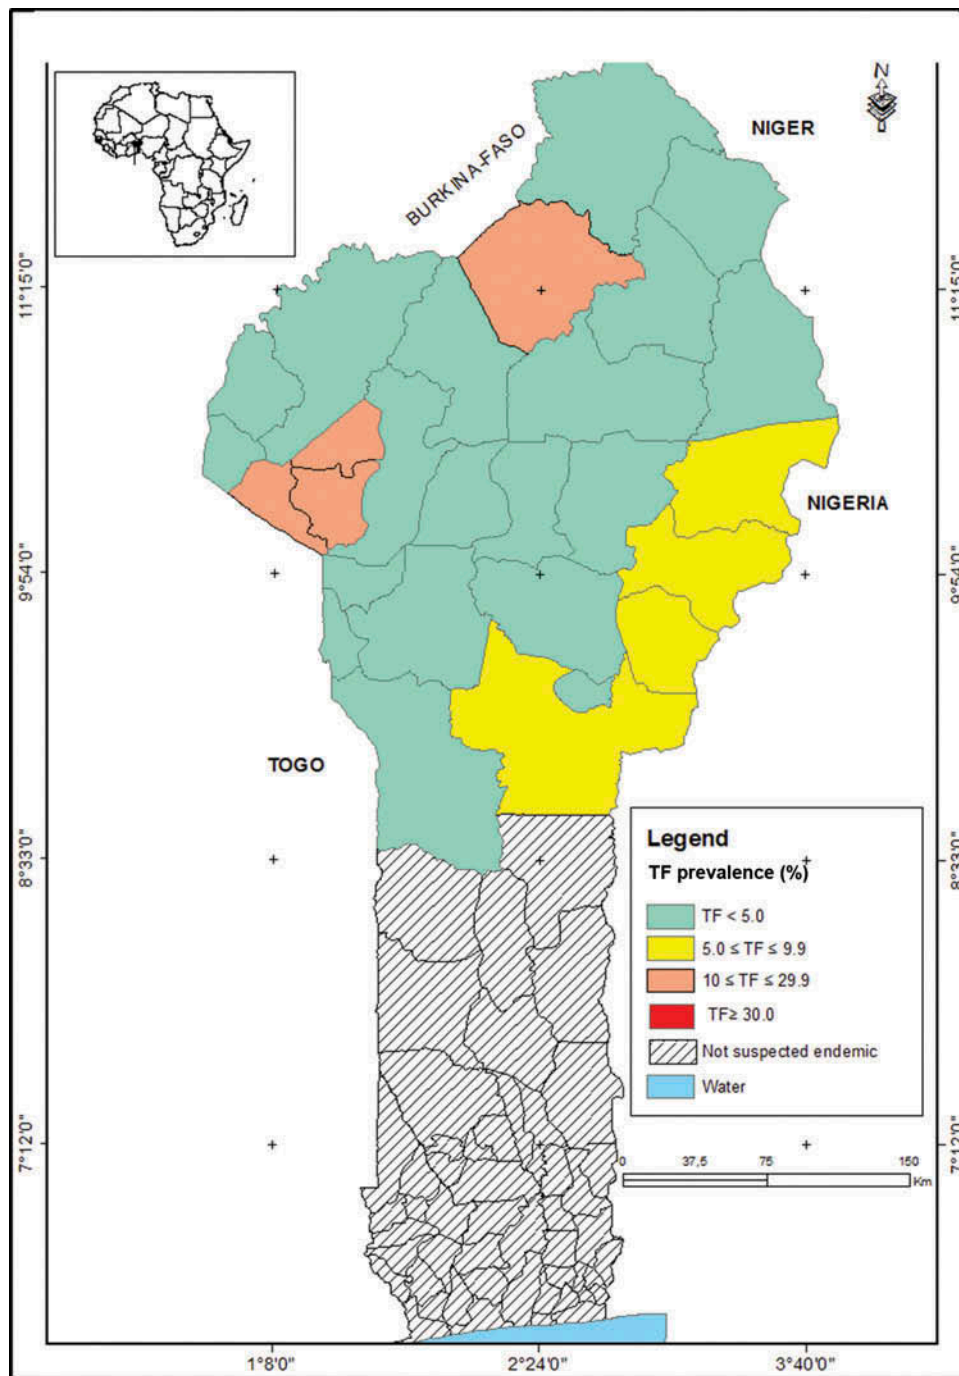 N
NIGER
BURKINA-FASO
11°15'0"
11°15'0"
NIGERIA
9°54'0"
9°54'0"
TOGO
8°33'0"
8°33'0"
Legend
TF prevalence (%)
TF < 5.0
5.0 ≤ TF ≤ 9.9
10 ≤ TF ≤ 29.9
TF≥ 30.0
Not suspected endemic
Water
7°12'0"
7°12'0"
0 37,5 75 150
Km
1°8'0" 2°24'0" 3°40'0"